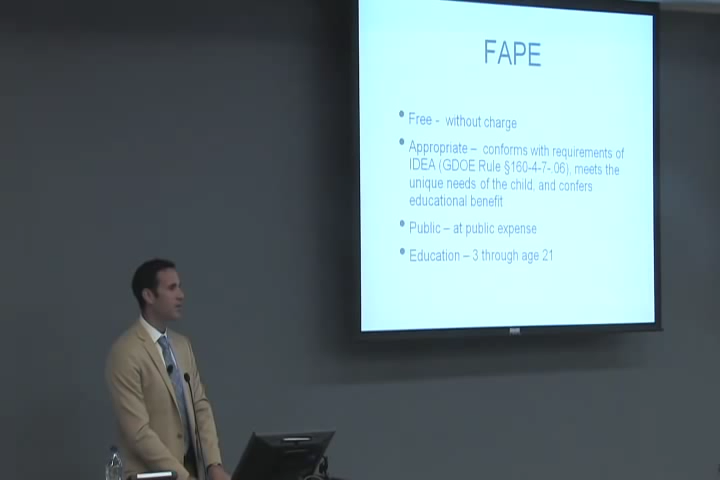 FAPE
• Free - without charge
• Appropriate – conforms with requirements of
IDEA (GDOE Rule §160-4-7-.06), meets the
unique needs of the child, and confers
educational benefit
• Public – at public expense
• Education – 3 through age 21